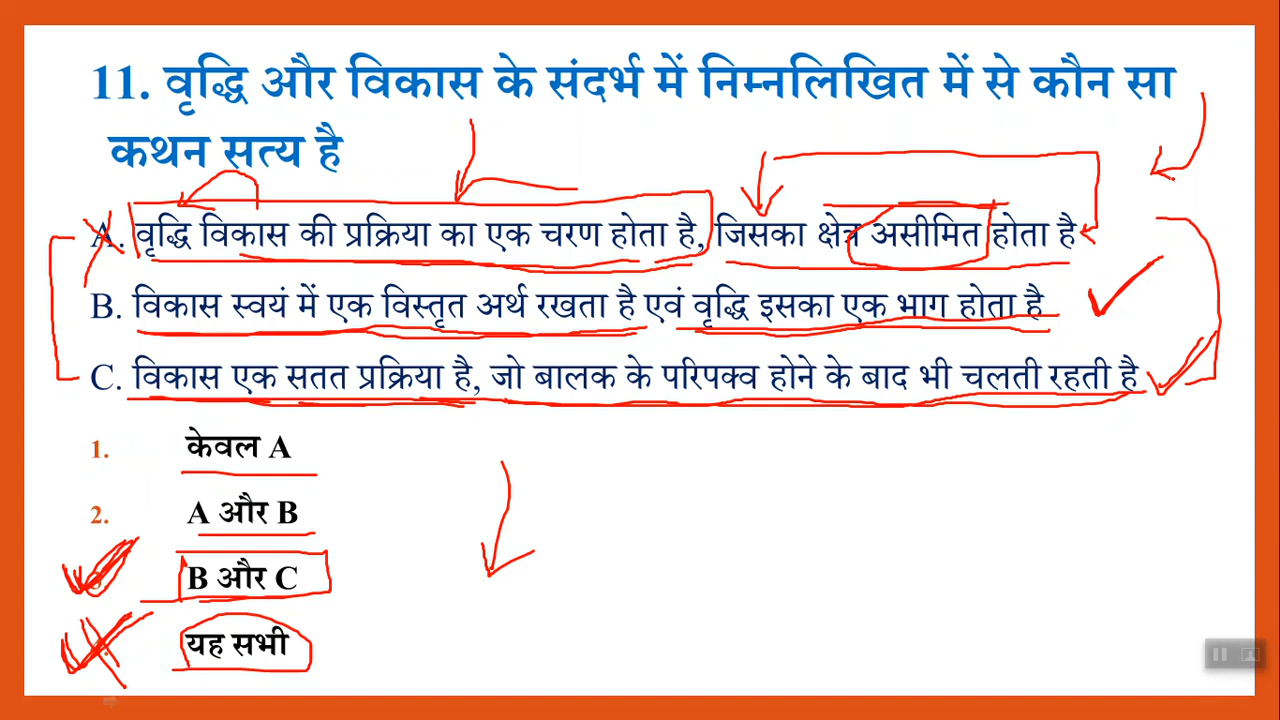 11. वृद्धि और विकास के संदर्भ में निम्नलिखित में से कौन सा
कथन सत्य है
A. वृद्धि विकास की प्रक्रिया का एक चरण होता है, जिसका क्षेत्र असीमित होता है
B. विकास स्वयं में एक विस्तृत अर्थ रखता है एवं वृद्धि इसका एक भाग होता है
C. विकास एक सतत प्रक्रिया है, जो बालक के परिपक्व होने के बाद भी चलती रहती है
1. केवल A
2. A और B
B और C
यह सभी